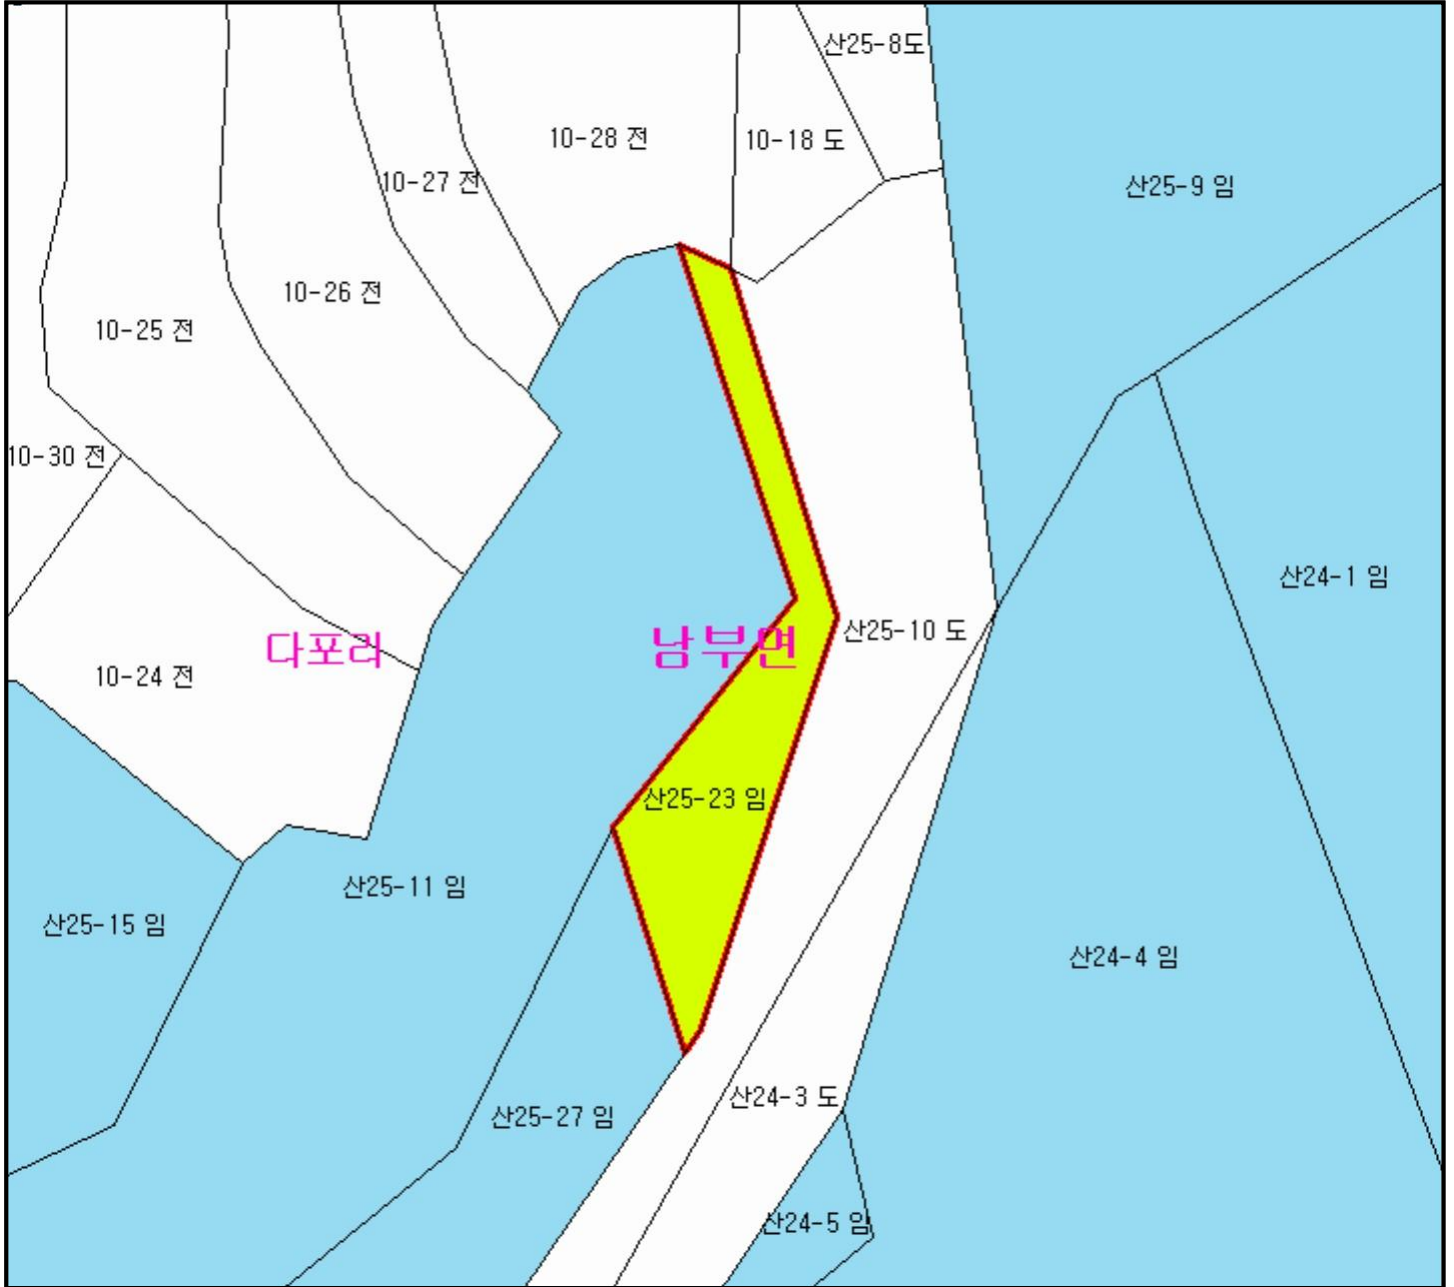 산25-8도
10-28 전
10-18 도
10-27 전
산25-9 임
10-26 전
10-25 전
10-30 전
산24-1 임
산25-10 도
다포리
남부면
10-24 전
산25-23 임
산25-11 임
산25-15 임
산24-4 임
산24-3 도
산25-27 임
산24-5 임